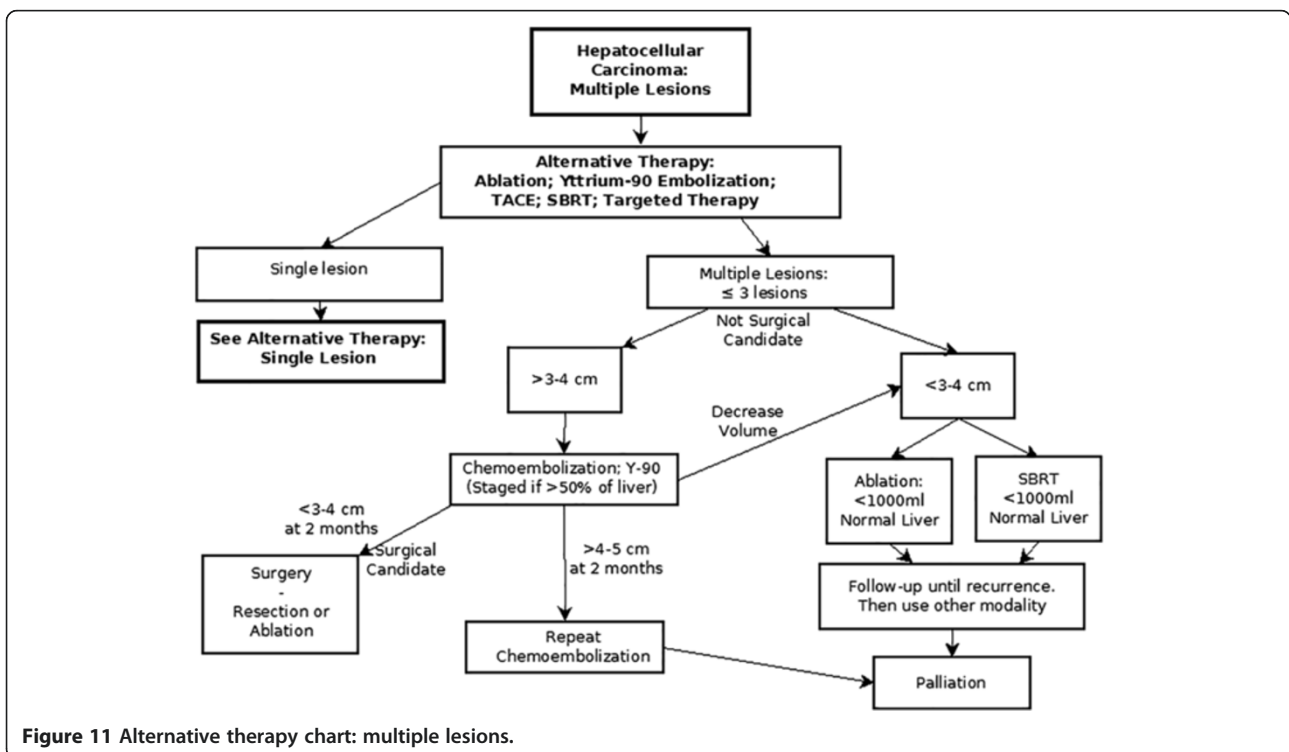 Hepatocellular
Carcinoma:
Multiple Lesions
Alternative Therapy:
Ablation; Yttrium-90 Embolization;
TACE; SBRT; Targeted Therapy
Single lesion
Multiple Lesions:
≤ 3 lesions
See Alternative Therapy:
Single Lesion
Not Surgical
Candidate
>3-4 cm
<3-4 cm
Decrease
Volume
Chemoembolization; Y-90
(Staged if >50% of liver)
Ablation:
<1000ml
Normal Liver
SBRT
<1000ml
Normal Liver
<3-4 cm
at 2 months
Surgical
Candidate
>4-5 cm
at 2 months
Surgery
-
Resection or
Ablation
Follow-up until recurrence.
Then use other modality
Repeat
Chemoembolization
Palliation
Figure 11 Alternative therapy chart: multiple lesions.